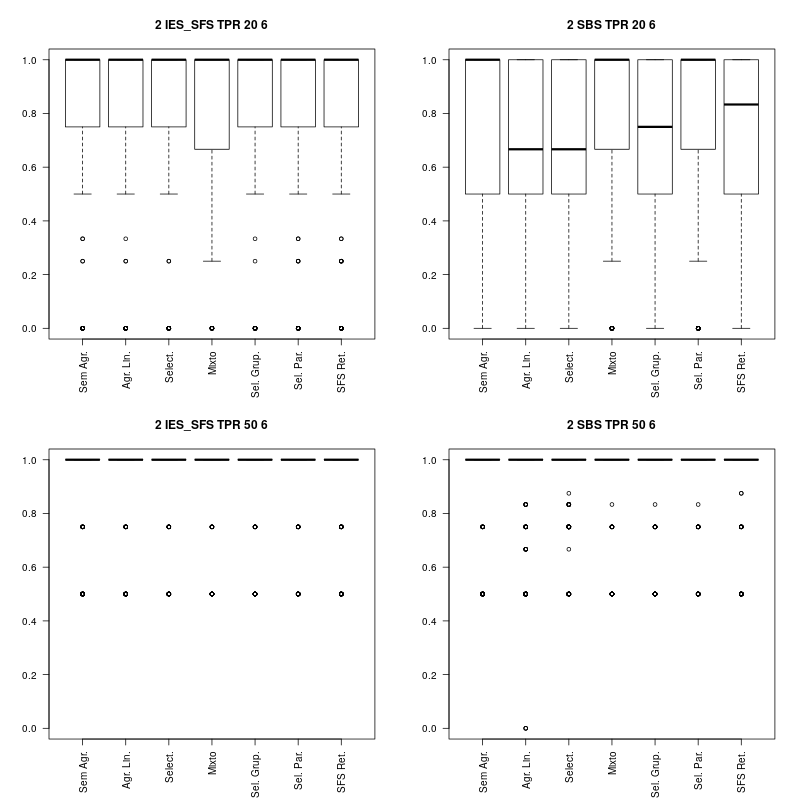 2 IES_SFS TPR 20 6
1.0
0.8
0.6
0.4
0.2
0.0
Sem Agr.
Agr. Lin.
Select.
Mixto
Sel. Grup.
Sel. Par.
SFS Ret.
2 SBS TPR 20 6
1.0
0.8
0.6
0.4
0.2
0.0
Sem Agr.
Agr. Lin.
Select.
Mixto
Sel. Grup.
Sel. Par.
SFS Ret.
2 IES_SFS TPR 50 6
1.0
0.8
0.6
0.4
0.2
0.0
Sem Agr.
Agr. Lin.
Select.
Mixto
Sel. Grup.
Sel. Par.
SFS Ret.
2 SBS TPR 50 6
1.0
0.8
0.6
0.4
0.2
0.0
Sem Agr.
Agr. Lin.
Select.
Mixto
Sel. Grup.
Sel. Par.
SFS Ret.